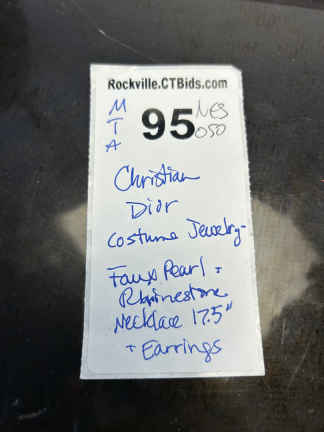 Rockville.CTBids.com
M
T
A
95
NES
050
Christian
Dior
Costume Jewelry-
Faux Pearl +
Rhinestone
Necklace 17.5"
+ Earrings